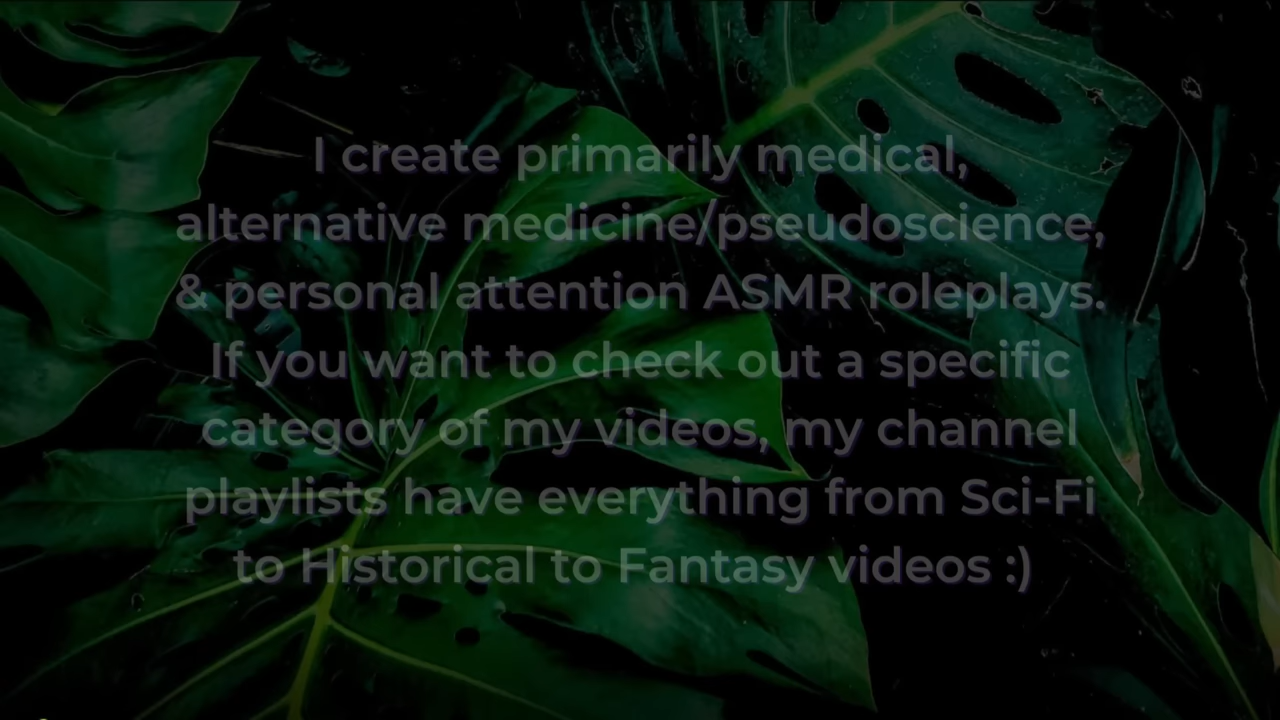 I create primarily medical,
alternative medicine/pseudoscience,
& personal attention ASMR roleplays.
If you want to check out a specific
category of my videos, my channel
playlists have everything from Sci-Fi
to Historical to Fantasy videos :)